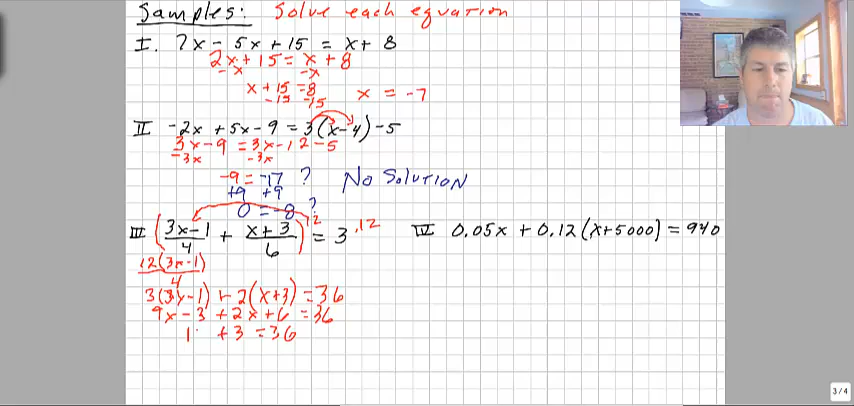 Samples: Solve each equation
I. 7x - 5x + 15 = x + 8
2x + 15 = x + 8
-x -x
x + 15 = 8
-15 -15 x = -7
II -2x + 5x - 9 = 3(x-4) - 5
3x - 9 = 3x - 12 - 5
-3x -3x
-9 = -17 ? No Solution
+9 +9
0 = -8 ?
III (3x-1/4 + x+3/6)12 = 3.12 IV 0.05x + 0.12(x+5000) = 940
12(3x-1)/4
3(3x-1) + 2(x+3) = 36
9x - 3 + 2x + 6 = 36
1 + 3 = 36
3/4